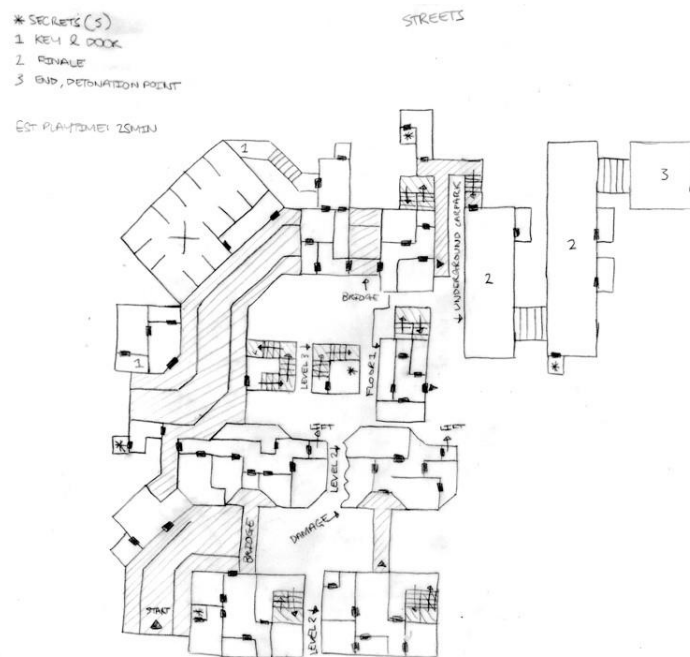 STREETS
* SECRETS (5)
1 KEY & DOOR
2 FINALE
3 END, DETONATION POINT
EST PLAYTIME: 25MIN
1
*
3
2
2
UNDERGROUND CARPARK
BRIDGE
1
LEVEL 3
*
FLOOR 1
*
*
LIFT
LIFT
LEVEL 2
DAMAGE
BRIDGE
*
START
LEVEL 2